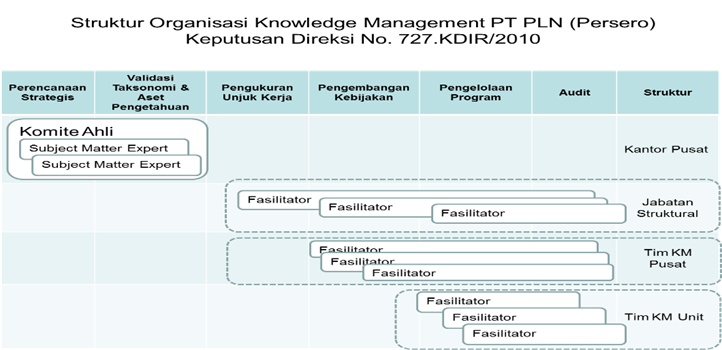 Struktur Organisasi Knowledge Management PT PLN (Persero)
Keputusan Direksi No. 727.KDIR/2010
Perencanaan
Strategis
Validasi
Taksonomi &
Aset
Pengetahuan
Pengukuran
Unjuk Kerja
Pengembangan
Kebijakan
Pengelolaan
Program
Audit
Struktur
Komite Ahli
Subject Matter Expert
Subject Matter Expert
Kantor Pusat
Fasilitator
Fasilitator
Fasilitator
Jabatan
Struktural
Fasilitator
Fasilitator
Fasilitator
Tim KM
Pusat
Fasilitator
Fasilitator
Fasilitator
Tim KM Unit